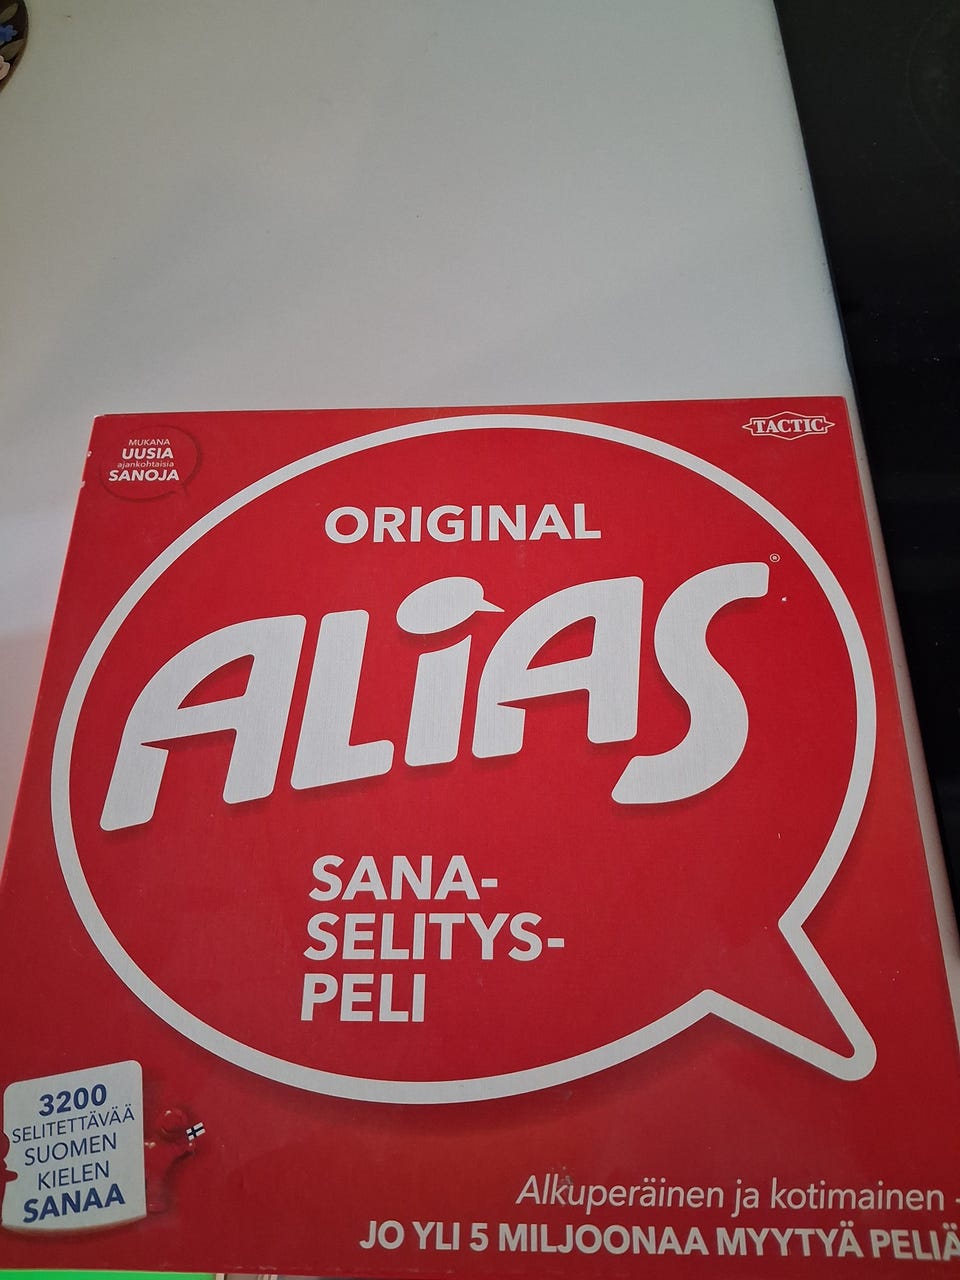 MUKANA
UUSIA
ajankohtaisia
SANOJA
TACTIC
ORIGINAL
ALiAS®
SANA-
SELITYS-
PELI
3200
SELITETTÄVÄÄ
SUOMEN
KIELEN
SANAA
Alkuperäinen ja kotimainen -
JO YLI 5 MILJOONAA MYYTYÄ PELIÄ